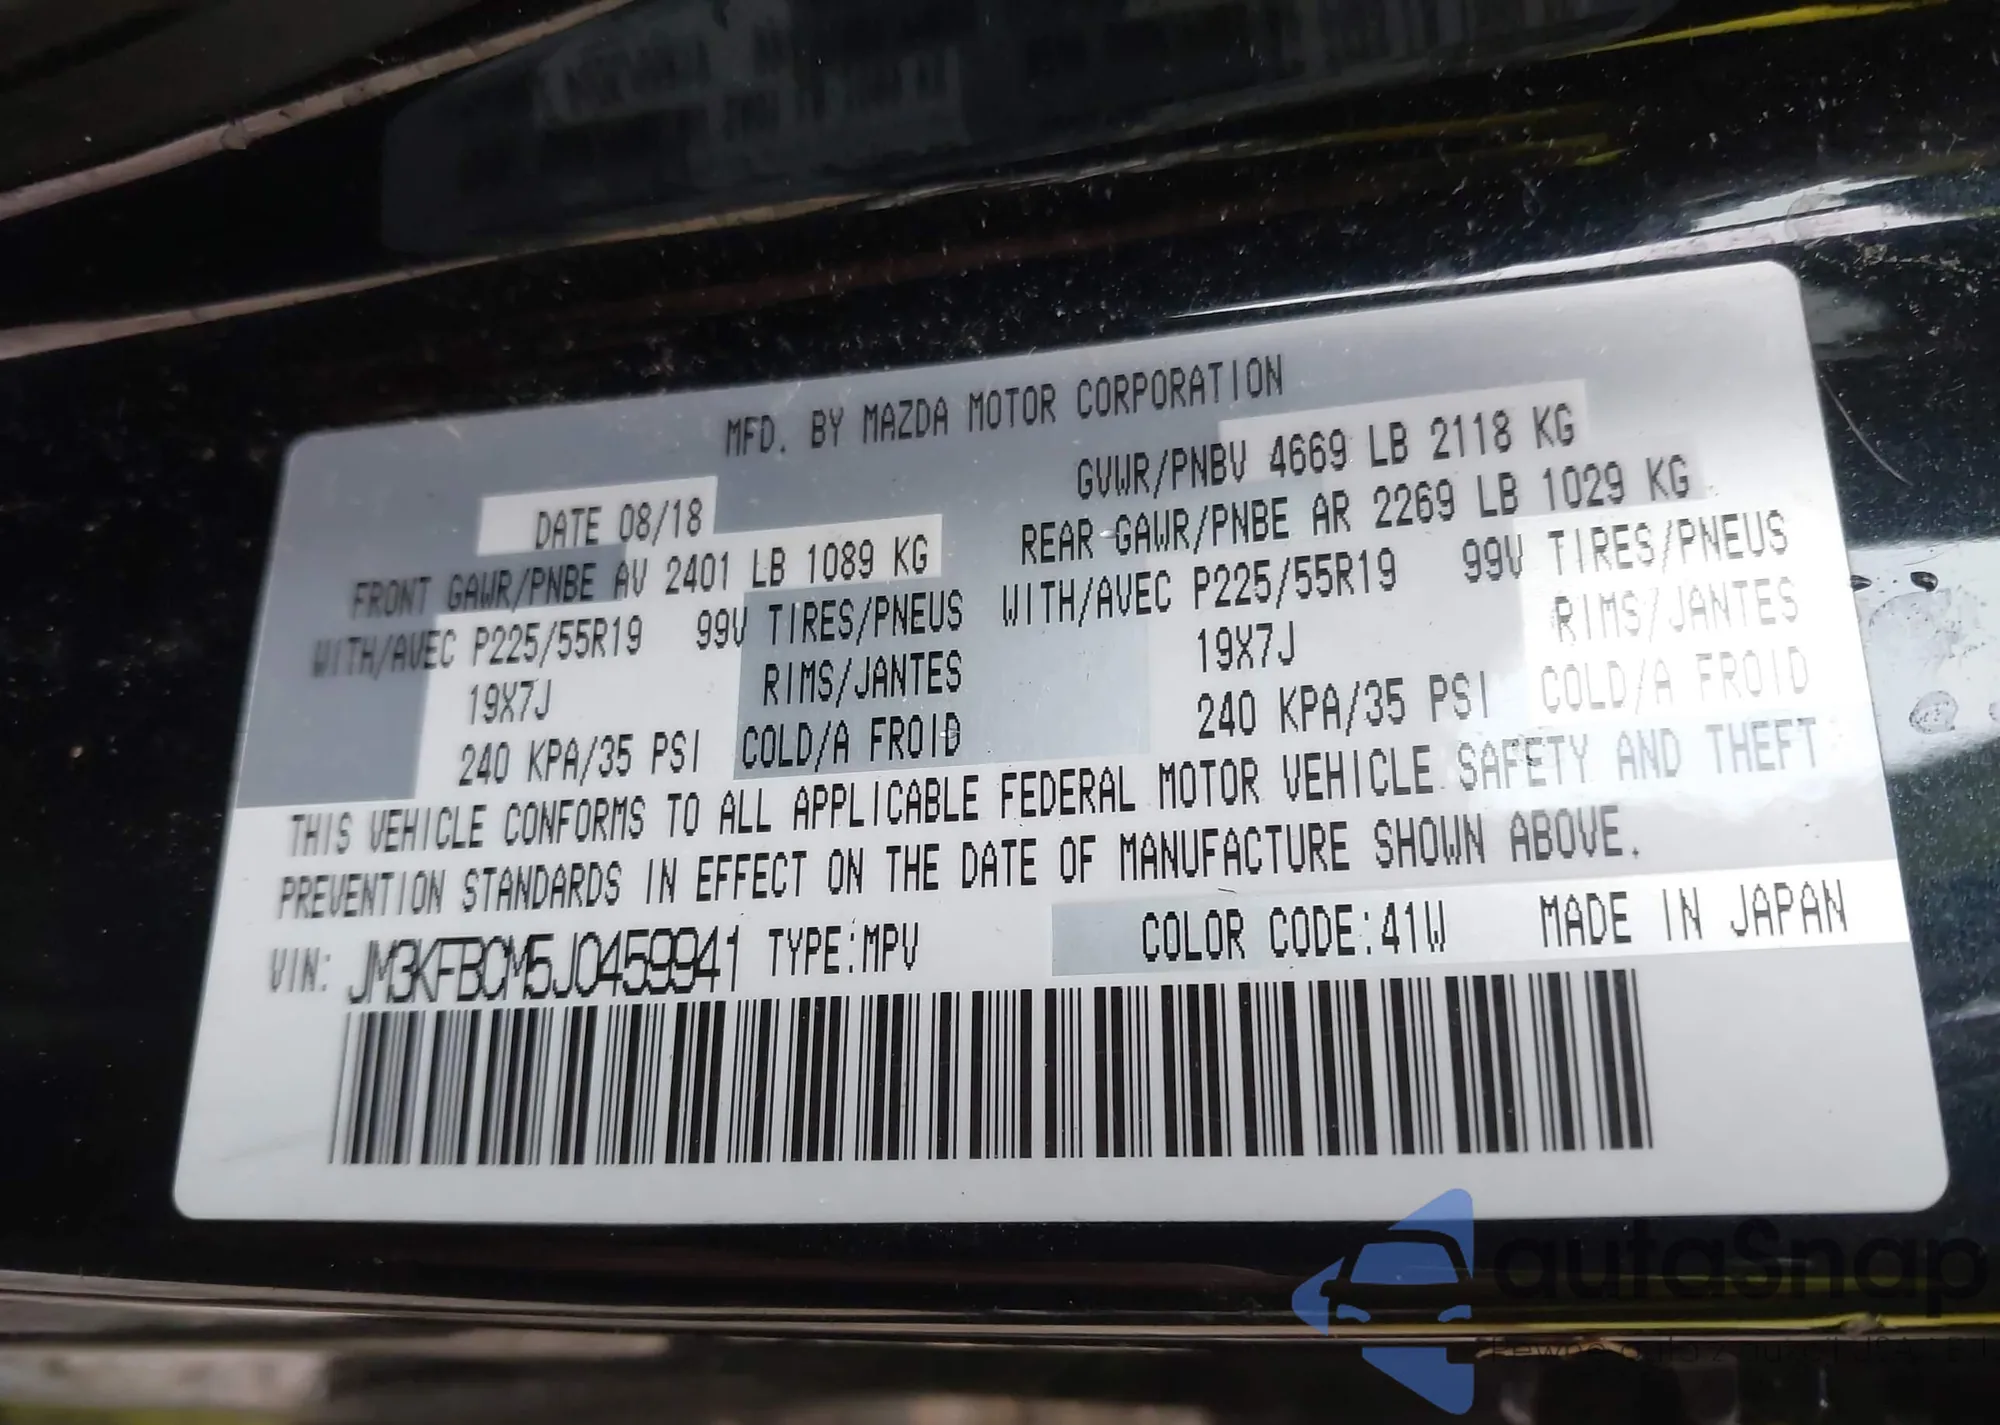 MFD. BY MAZDA MOTOR CORPORATION
DATE 08/18 GVWR/PNBV 4669 LB 2118 KG
FRONT GAWR/PNBE AV 2401 LB 1089 KG REAR GAWR/PNBE AR 2269 LB 1029 KG
WITH/AVEC P225/55R19 99V TIRES/PNEUS WITH/AVEC P225/55R19 99V TIRES/PNEUS
19X7J RIMS/JANTES 19X7J RIMS/JANTES
240 KPA/35 PSI COLD/A FROID 240 KPA/35 PSI COLD/A FROID
THIS VEHICLE CONFORMS TO ALL APPLICABLE FEDERAL MOTOR VEHICLE SAFETY AND THEFT
PREVENTION STANDARDS IN EFFECT ON THE DATE OF MANUFACTURE SHOWN ABOVE.
VIN: JM3KFBCM5J0459941 TYPE:MPV COLOR CODE:41W MADE IN JAPAN
autaSnap